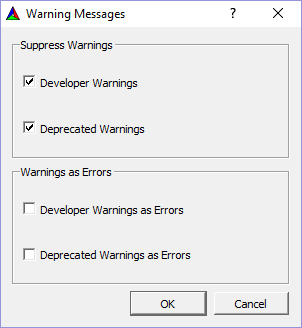 Warning Messages
Suppress Warnings
Developer Warnings
Deprecated Warnings
Warnings as Errors
Developer Warnings as Errors
Deprecated Warnings as Errors
OK Cancel